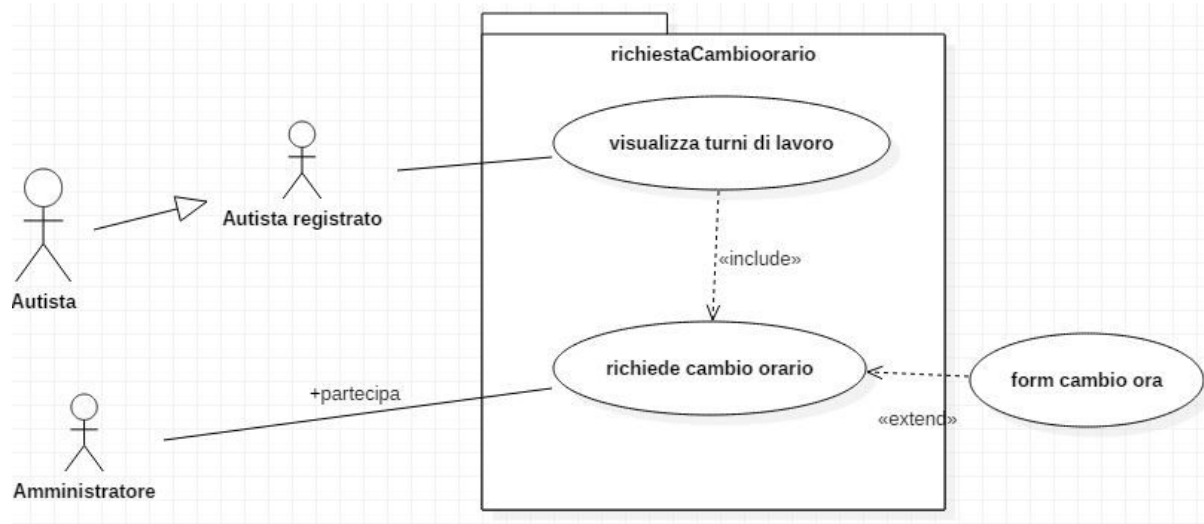 richiestaCambioorario
visualizza turni di lavoro
Autista registrato
«include»
Autista
richiede cambio orario
form cambio ora
+partecipa
«extend»
Amministratore